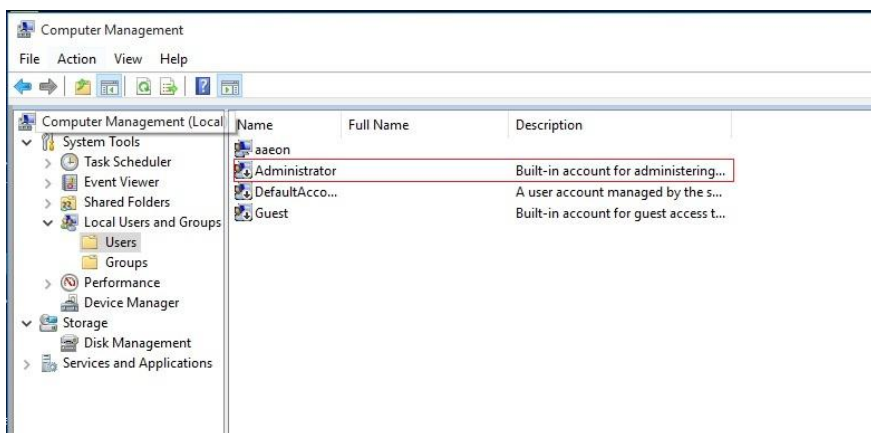 Computer Management
File Action View Help
Computer Management (Local
System Tools
Task Scheduler
Event Viewer
Shared Folders
Local Users and Groups
Users
Groups
Performance
Device Manager
Storage
Disk Management
Services and Applications
Name Full Name Description
aaeon
Administrator Built-in account for administering...
DefaultAcco... A user account managed by the s...
Guest Built-in account for guest access t...